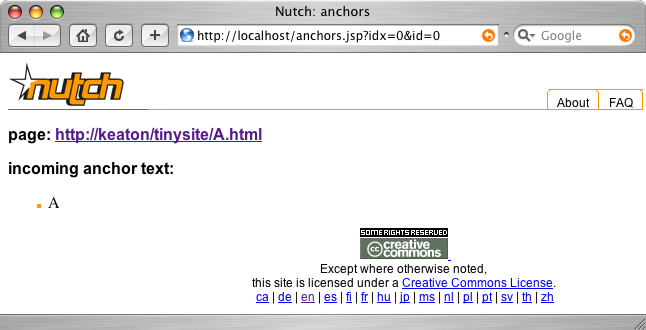 Nutch: anchors
http://localhost/anchors.jsp?idx=0&id=0
Google
nutch
About FAQ
page: http://keaton/tinysite/A.html
incoming anchor text:
A
SOME RIGHTS RESERVED
cc creative commons
Except where otherwise noted,
this site is licensed under a Creative Commons License.
ca | de | en | es | fi | fr | hu | jp | ms | nl | pl | pt | sv | th | zh